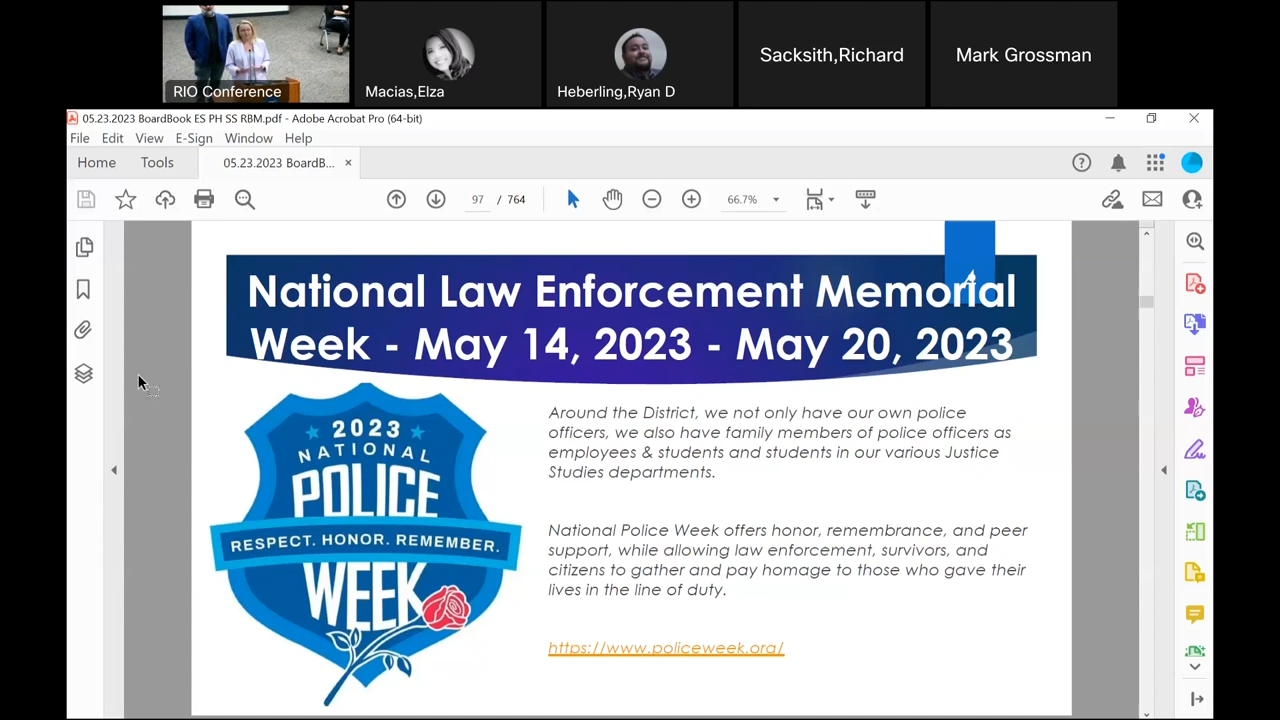 RIO Conference
Macias,Elza
Heberling,Ryan D
Sacksith,Richard
Mark Grossman
05.23.2023 BoardBook ES PH SS RBM.pdf - Adobe Acrobat Pro (64-bit)
File Edit View E-Sign Window Help
Home Tools 05.23.2023 BoardB... ×
97 / 764 66.7%
National Law Enforcement Memorial
Week - May 14, 2023 - May 20, 2023
2023
NATIONAL
POLICE
RESPECT. HONOR. REMEMBER.
WEEK
Around the District, we not only have our own police
officers, we also have family members of police officers as
employees & students and students in our various Justice
Studies departments.
National Police Week offers honor, remembrance, and peer
support, while allowing law enforcement, survivors, and
citizens to gather and pay homage to those who gave their
lives in the line of duty.
https://www.policeweek.org/